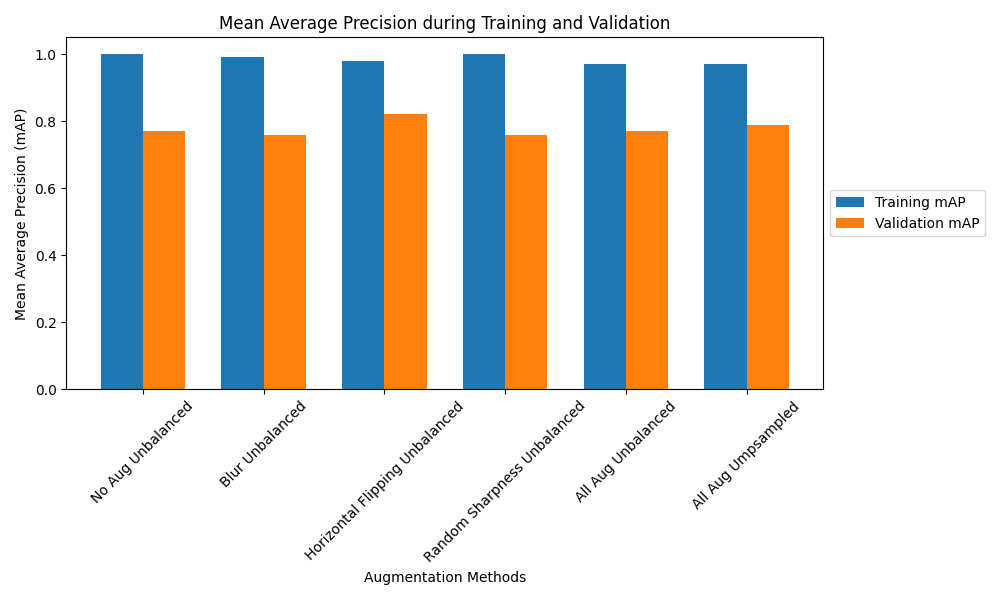 Mean Average Precision during Training and Validation
Mean Average Precision (mAP)
1.0
0.8
0.6
0.4
0.2
0.0
Training mAP
Validation mAP
No Aug Unbalanced
Blur Unbalanced
Horizontal Flipping Unbalanced
Random Sharpness Unbalanced
All Aug Unbalanced
All Aug Umpsampled
Augmentation Methods